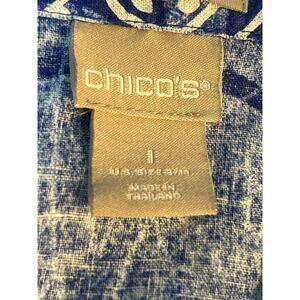 chico's®
1
U.S. SIZE 8/10
MADE IN
THAILAND